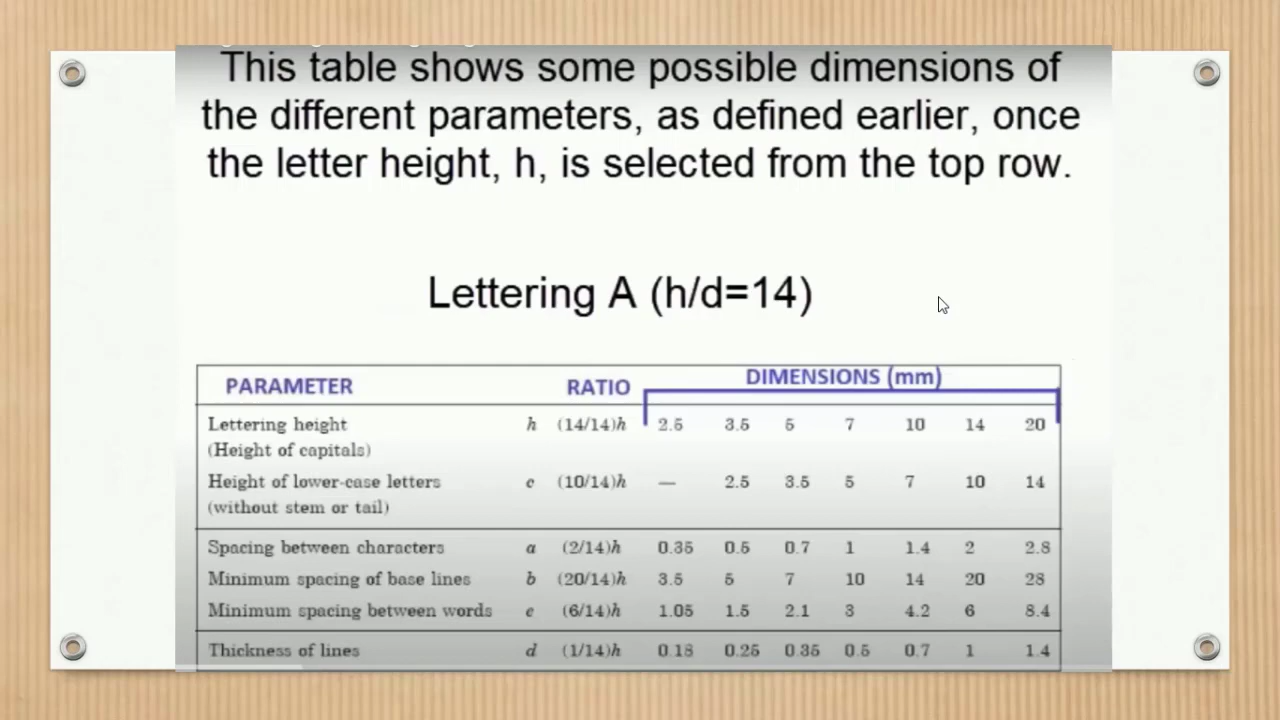 This table shows some possible dimensions of
the different parameters, as defined earlier, once
the letter height, h, is selected from the top row.
Lettering A (h/d=14)
PARAMETER RATIO DIMENSIONS (mm)
Lettering height h (14/14)h 2.5 3.5 5 7 10 14 20
(Height of capitals)
Height of lower-case letters c (10/14)h — 2.5 3.5 5 7 10 14
(without stem or tail)
Spacing between characters a (2/14)h 0.35 0.5 0.7 1 1.4 2 2.8
Minimum spacing of base lines b (20/14)h 3.5 5 7 10 14 20 28
Minimum spacing between words e (6/14)h 1.05 1.5 2.1 3 4.2 6 8.4
Thickness of lines d (1/14)h 0.18 0.25 0.35 0.5 0.7 1 1.4